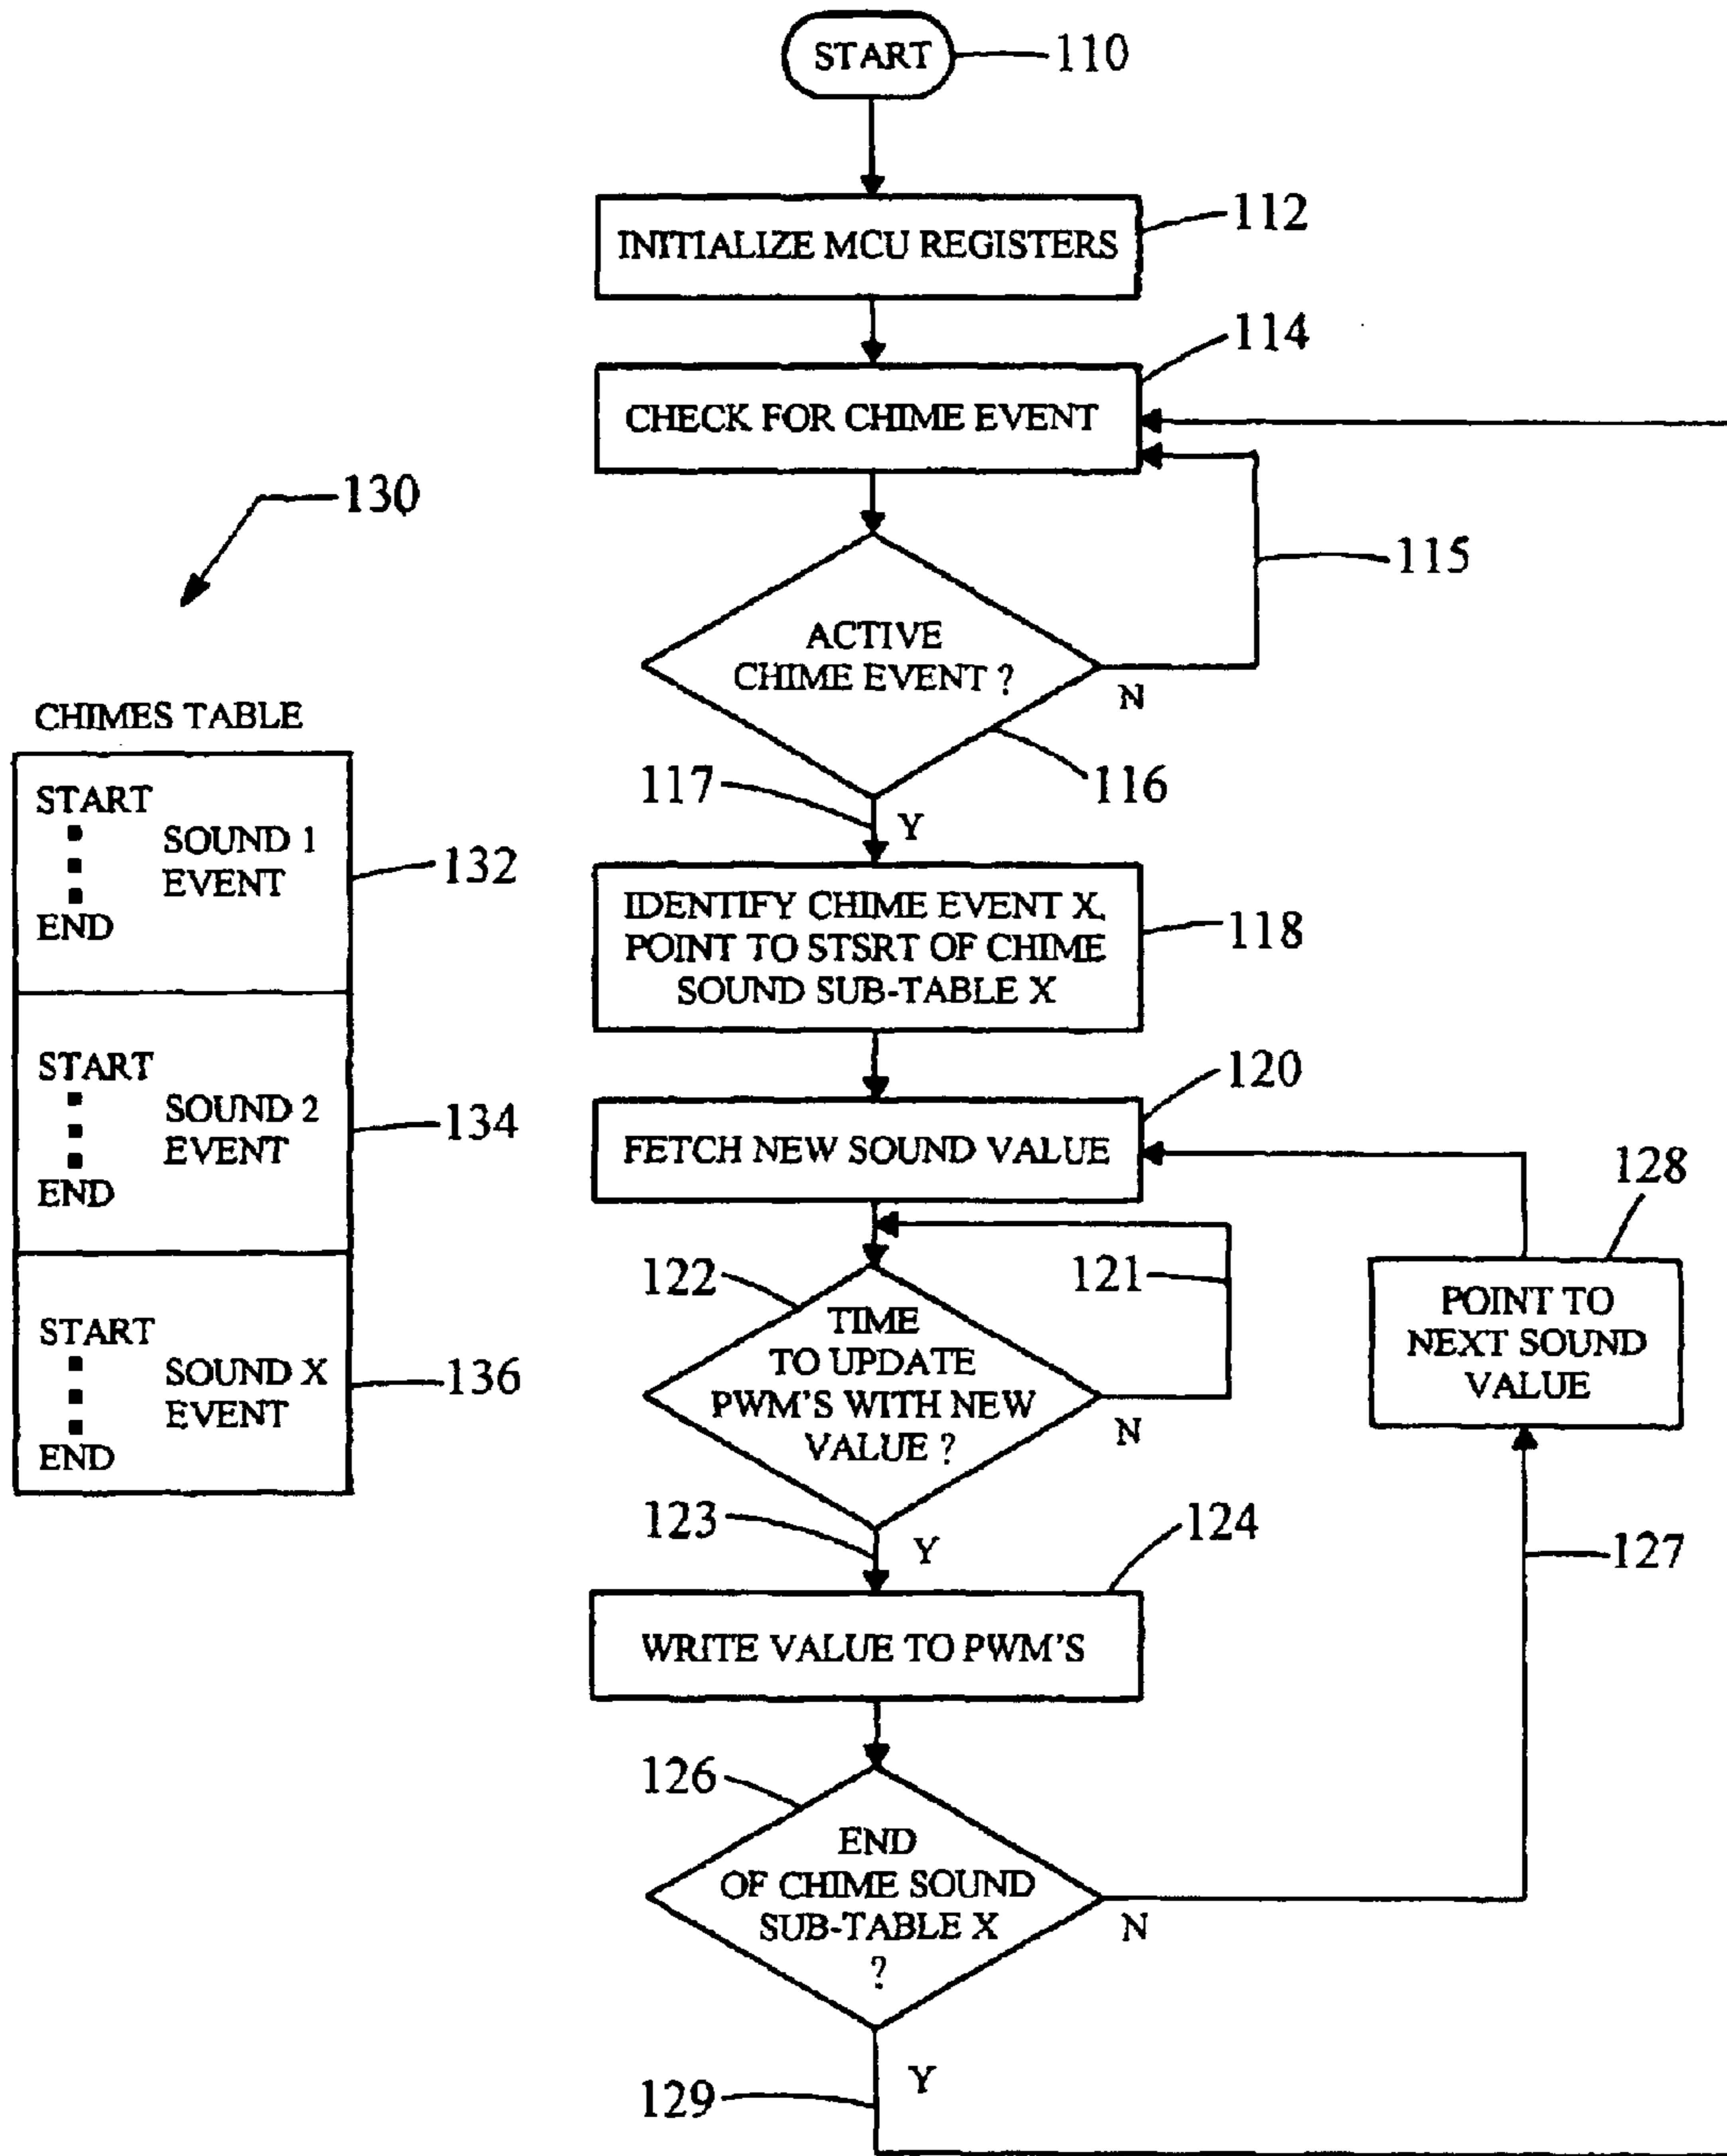 START
110
INITIALIZE MCU REGISTERS
112
CHECK FOR CHIME EVENT
114
ACTIVE
CHIME EVENT ?
N
115
116
117
Y
IDENTIFY CHIME EVENT X,
POINT TO STSRT OF CHIME
SOUND SUB-TABLE X
118
FETCH NEW SOUND VALUE
120
121
122
TIME
TO UPDATE
PWM'S WITH NEW
VALUE ?
N
123
Y
WRITE VALUE TO PWM'S
124
126
END
OF CHIME SOUND
SUB-TABLE X
?
N
127
POINT TO
NEXT SOUND
VALUE
128
Y
129
130
CHIMES TABLE
START
SOUND 1
EVENT
END
132
START
SOUND 2
EVENT
END
134
START
SOUND X
EVENT
END
136